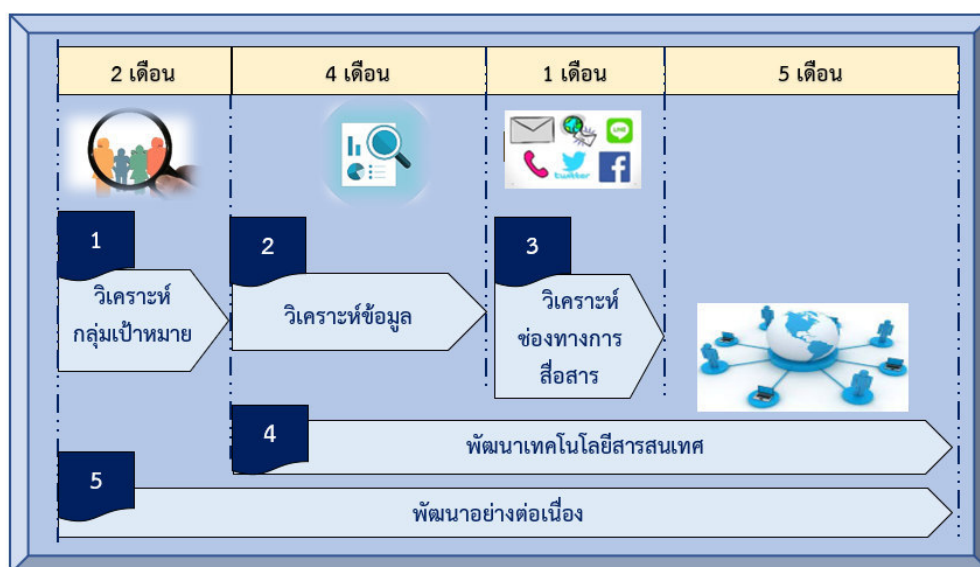 2 เดือน
4 เดือน
1 เดือน
5 เดือน
LINE
twitter
1
วิเคราะห์
กลุ่มเป้าหมาย
2
วิเคราะห์ข้อมูล
3
วิเคราะห์
ช่องทางการ
สื่อสาร
4
พัฒนาเทคโนโลยีสารสนเทศ
5
พัฒนาอย่างต่อเนื่อง